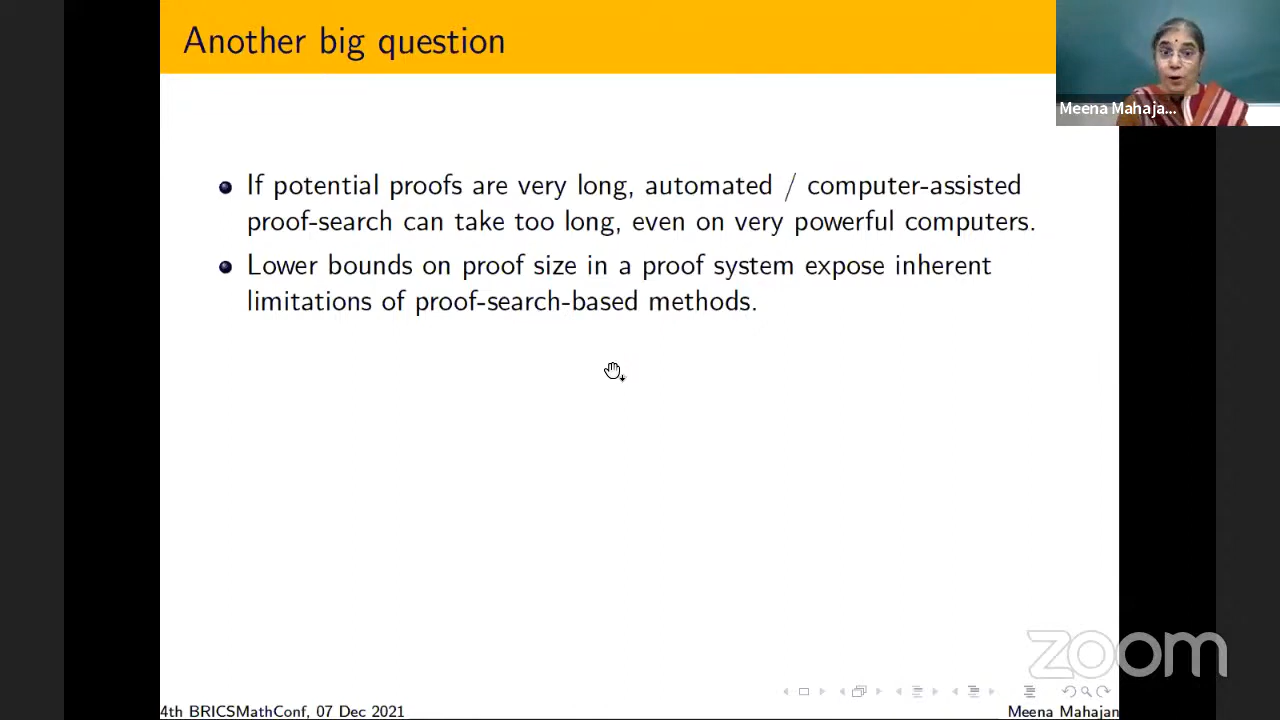 Another big question
Meena Mahaja...
If potential proofs are very long, automated / computer-assisted
proof-search can take too long, even on very powerful computers.
Lower bounds on proof size in a proof system expose inherent
limitations of proof-search-based methods.
zoom
4th BRICSMathConf, 07 Dec 2021
Meena Mahajan